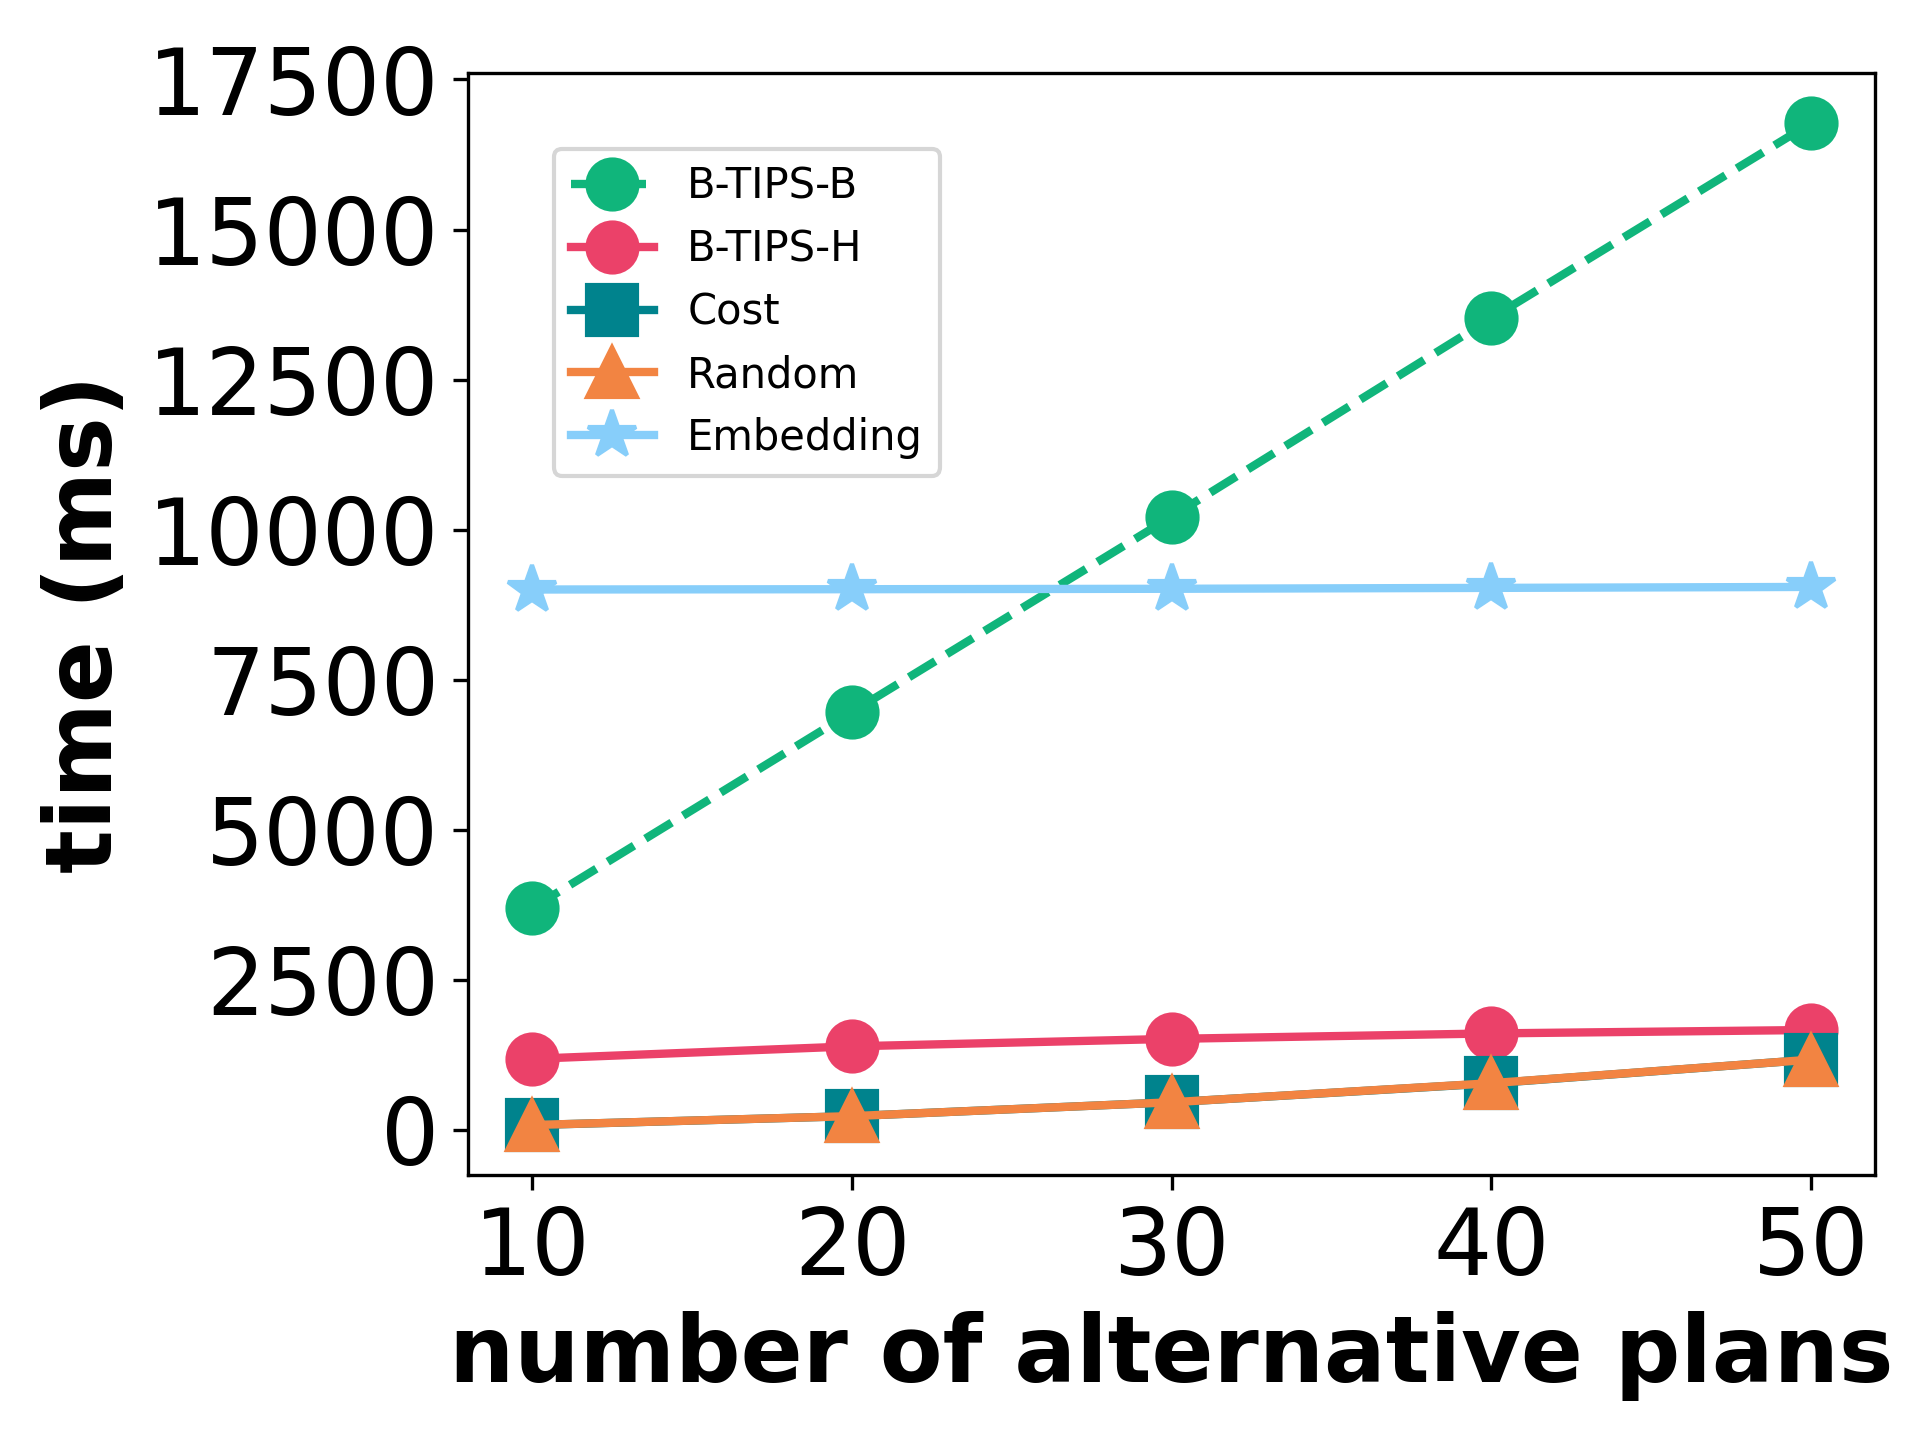 17500
15000
12500
10000
7500
5000
2500
0
time (ms)
B-TIPS-B
B-TIPS-H
Cost
Random
Embedding
10 20 30 40 50
number of alternative plans